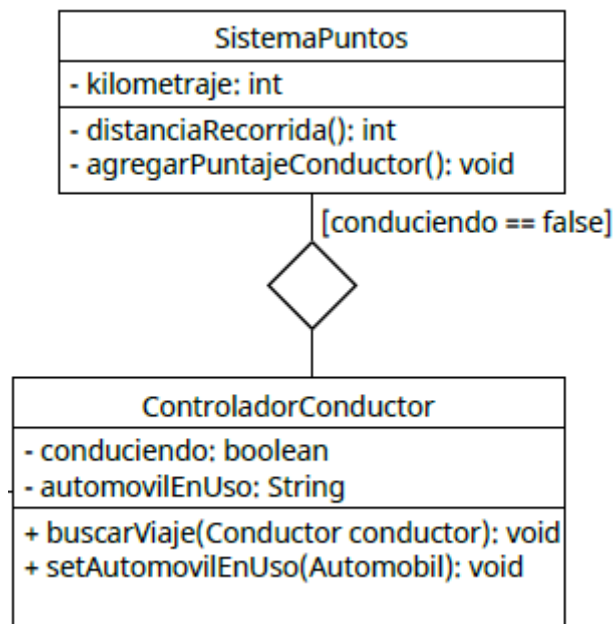 SistemaPuntos
- kilometraje: int
- distanciaRecorrida(): int
- agregarPuntajeConductor(): void
[conduciendo == false]
ControladorConductor
- conduciendo: boolean
- automovilEnUso: String
+ buscarViaje(Conductor conductor): void
+ setAutomovilEnUso(Automobil): void